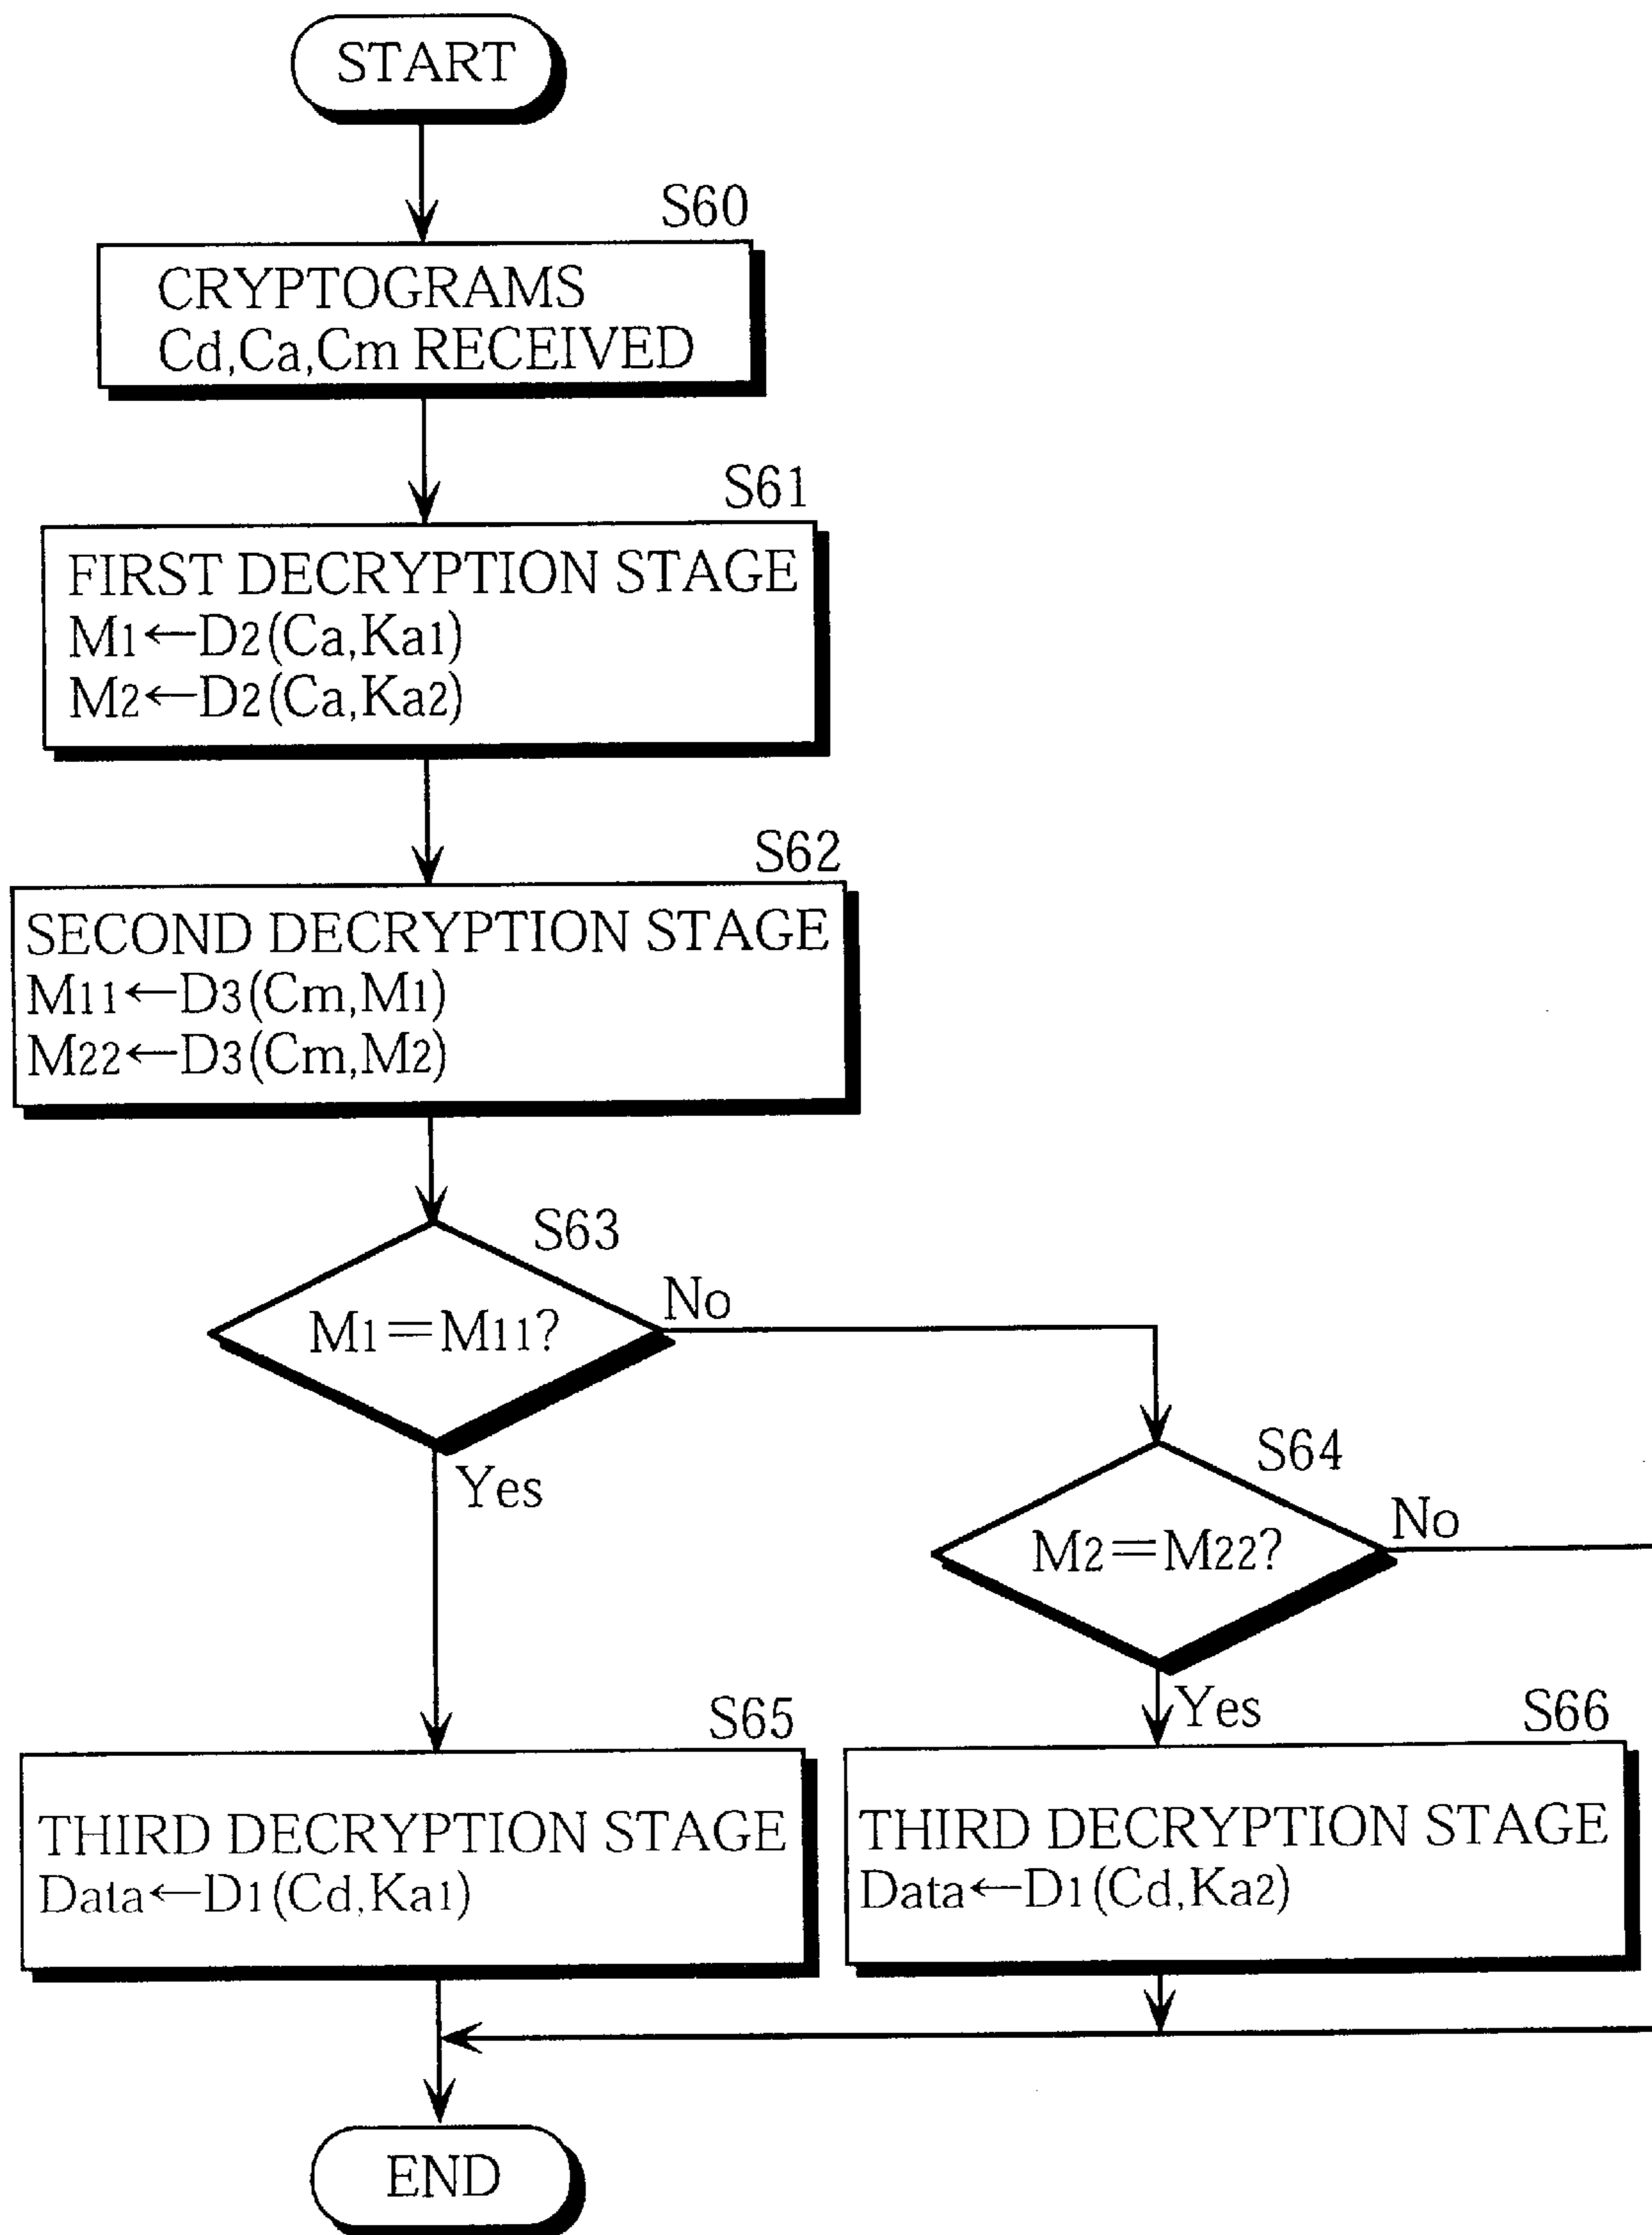 START
S60
CRYPTOGRAMS
Cd,Ca,Cm RECEIVED
S61
FIRST DECRYPTION STAGE
M1←D2(Ca,Ka1)
M2←D2(Ca,Ka2)
S62
SECOND DECRYPTION STAGE
M11←D3(Cm,M1)
M22←D3(Cm,M2)
S63
M1=M11?
No
Yes
S64
M2=M22?
No
Yes
S65
THIRD DECRYPTION STAGE
Data←D1(Cd,Ka1)
S66
THIRD DECRYPTION STAGE
Data←D1(Cd,Ka2)
END